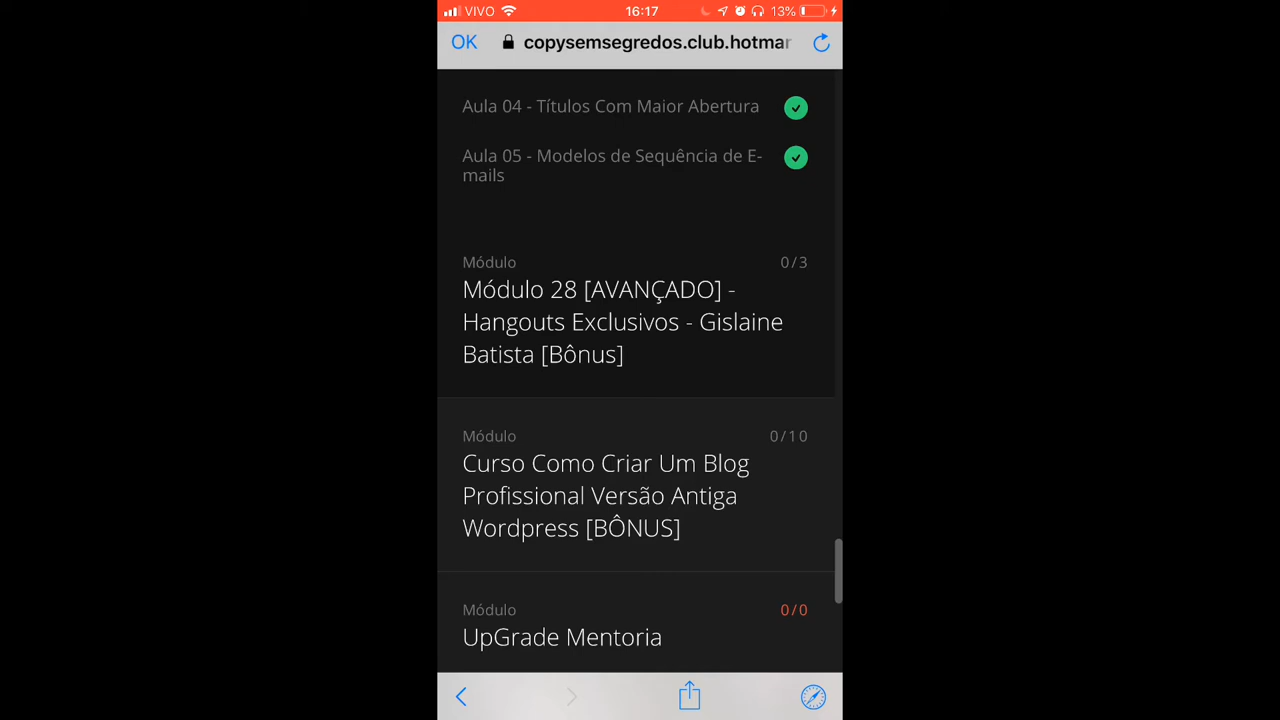 VIVO 16:17 13%
OK copysemsegredos.club.hotmar
Aula 04 - Títulos Com Maior Abertura
Aula 05 - Modelos de Sequência de E-
mails
Módulo 0/3
Módulo 28 [AVANÇADO] -
Hangouts Exclusivos - Gislaine
Batista [Bônus]
Módulo 0/10
Curso Como Criar Um Blog
Profissional Versão Antiga
Wordpress [BÔNUS]
Módulo 0/0
UpGrade Mentoria